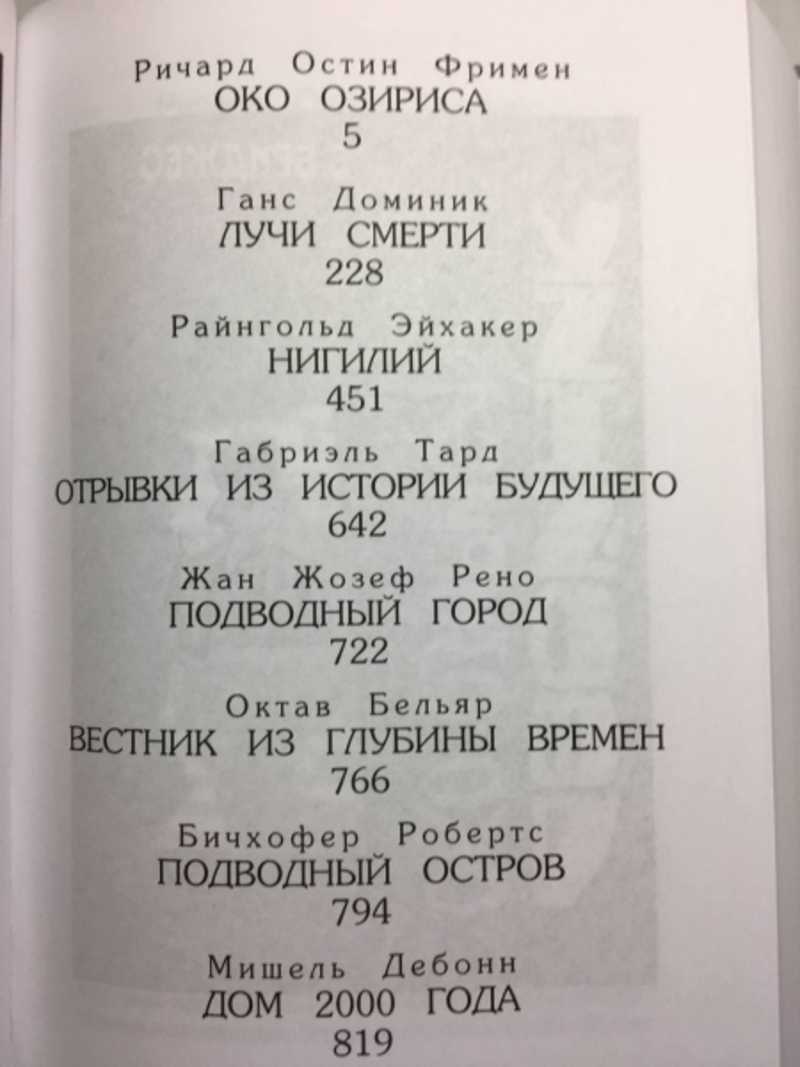 Ричард Остин Фримен
ОКО ОЗИРИСА
5
Ганс Доминик
ЛУЧИ СМЕРТИ
228
Райнгольд Эйхакер
НИГИЛИЙ
451
Габриэль Тард
ОТРЫВКИ ИЗ ИСТОРИИ БУДУЩЕГО
642
Жан Жозеф Рено
ПОДВОДНЫЙ ГОРОД
722
Октав Бельяр
ВЕСТНИК ИЗ ГЛУБИНЫ ВРЕМЕН
766
Бичхофер Робертс
ПОДВОДНЫЙ ОСТРОВ
794
Мишель Дебонн
ДОМ 2000 ГОДА
819